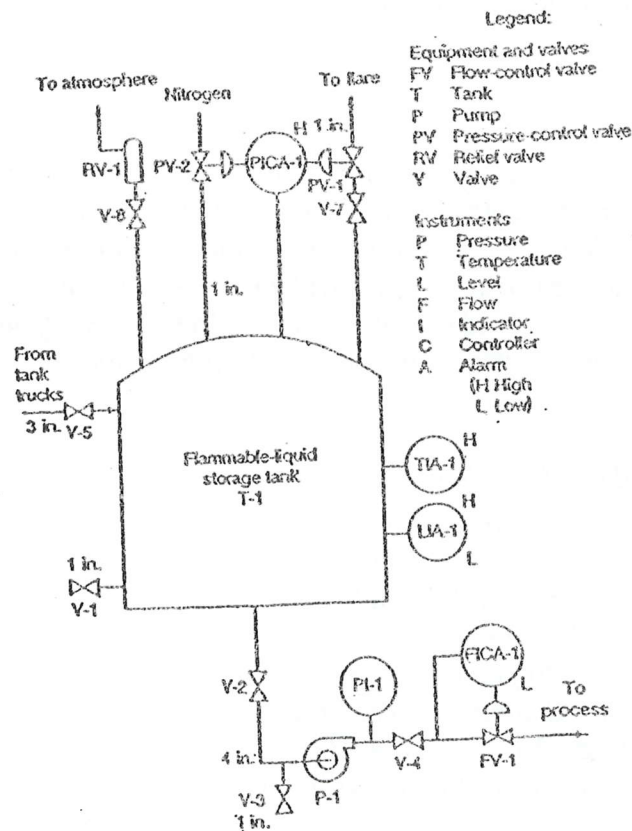 Legend:
Equipment and valves
FV Flow-control valve
T Tank
P Pump
PV Pressure-control valve
RV Relief valve
V Valve
Instruments
P Pressure
T Temperature
L Level
F Flow
I Indicator
C Controller
A Alarm
(H High
L Low)
To atmosphere
Nitrogen
To flare
H 1 in.
RV-1
PV-2
PICA-1
PV-1
V-8
V-7
1 in.
From
tank
trucks
3 in.
V-5
Flammable-liquid
storage tank
T-1
H
TIA-1
H
LIA-1
L
1 in.
V-1
V-2
PI-1
FICA-1
L
To
process
4 in.
V-4
FV-1
V-3
P-1
1 in.